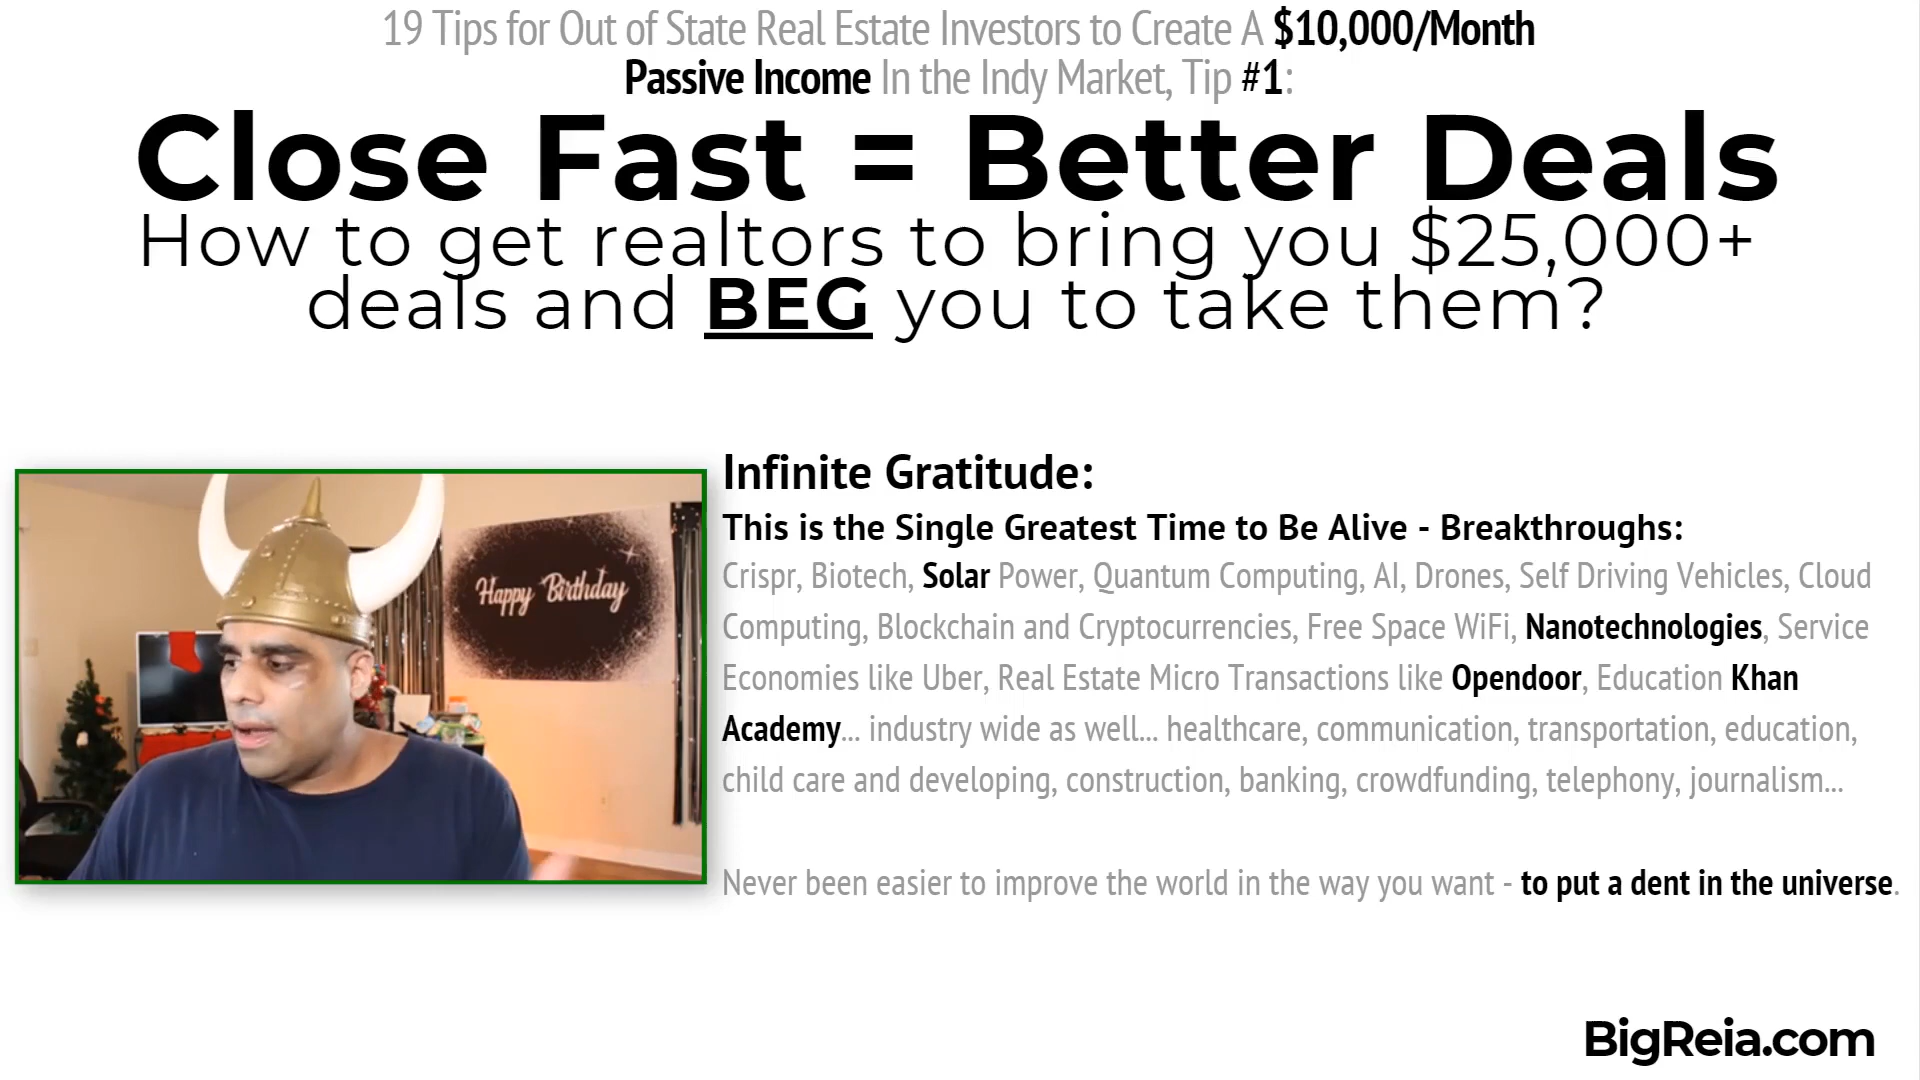 19 Tips for Out of State Real Estate Investors to Create A $10,000/Month
Passive Income In the Indy Market, Tip #1:
Close Fast = Better Deals
How to get realtors to bring you $25,000+
deals and BEG you to take them?
Infinite Gratitude:
This is the Single Greatest Time to Be Alive - Breakthroughs:
Crispr, Biotech, Solar Power, Quantum Computing, AI, Drones, Self Driving Vehicles, Cloud
Computing, Blockchain and Cryptocurrencies, Free Space WiFi, Nanotechnologies, Service
Economies like Uber, Real Estate Micro Transactions like Opendoor, Education Khan
Academy... industry wide as well... healthcare, communication, transportation, education,
child care and developing, construction, banking, crowdfunding, telephony, journalism...
Happy Birthday
Never been easier to improve the world in the way you want - to put a dent in the universe.
BigReia.com